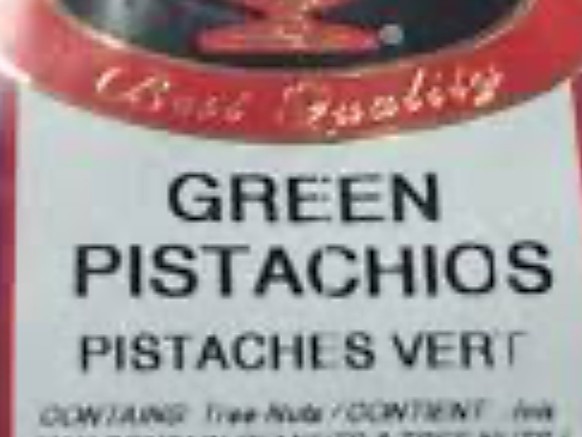 Best Quality
GREEN
PISTACHIOS
PISTACHES VERT
CONTAINS: Tree Nuts / CONTIENT: